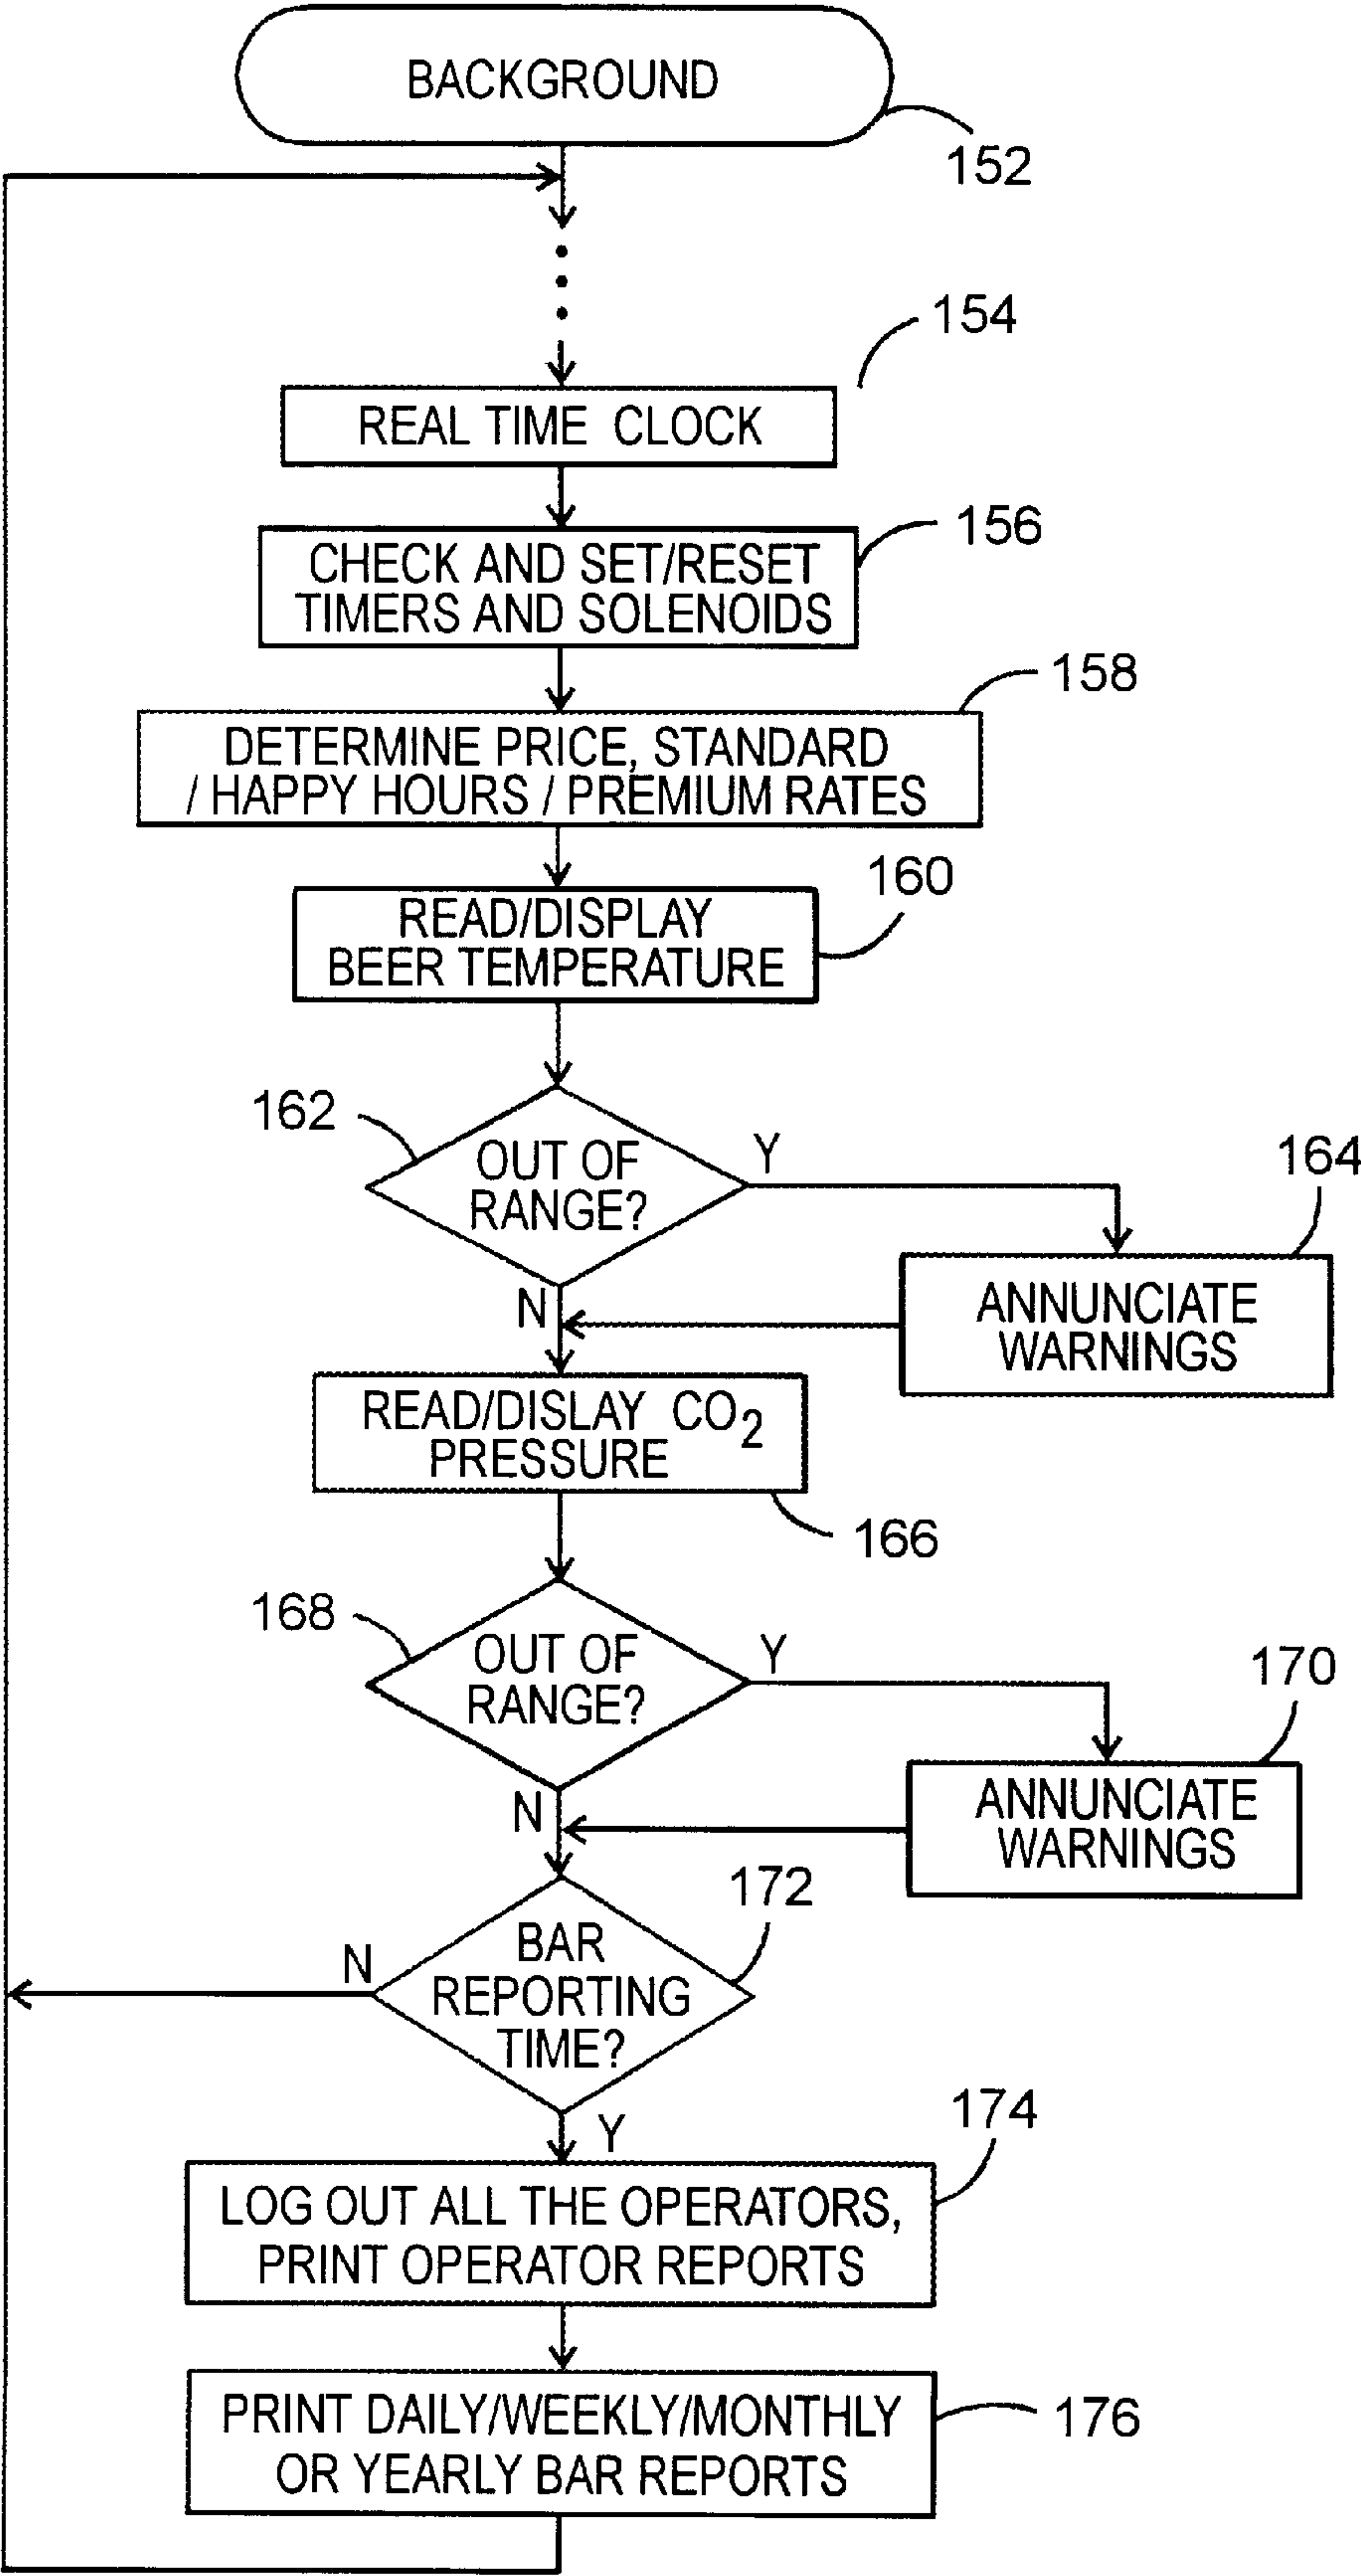 BACKGROUND
152
154
REAL TIME CLOCK
156
CHECK AND SET/RESET
TIMERS AND SOLENOIDS
158
DETERMINE PRICE, STANDARD
/ HAPPY HOURS / PREMIUM RATES
160
READ/DISPLAY
BEER TEMPERATURE
162
OUT OF
RANGE?
Y
164
N
ANNUNCIATE
WARNINGS
READ/DISLAY CO₂
PRESSURE
166
168
OUT OF
RANGE?
Y
170
N
ANNUNCIATE
WARNINGS
172
BAR
REPORTING
TIME?
N
Y
174
LOG OUT ALL THE OPERATORS,
PRINT OPERATOR REPORTS
PRINT DAILY/WEEKLY/MONTHLY
OR YEARLY BAR REPORTS
176